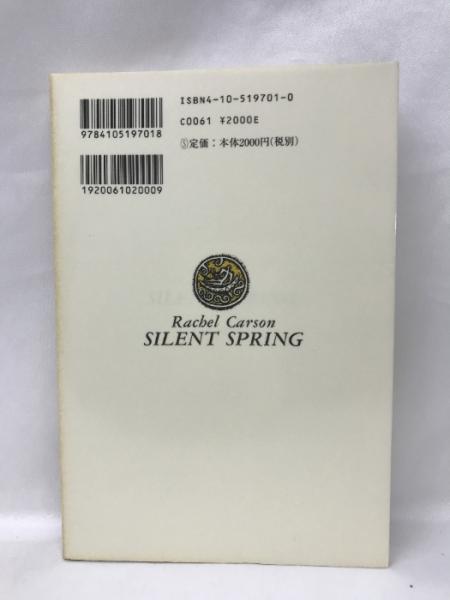 ISBN4-10-519701-0
9784105197018
C0061 ¥2000E
Ⓢ定価：本体2000円(税別)
1920061020009
Rachel Carson
SILENT SPRING